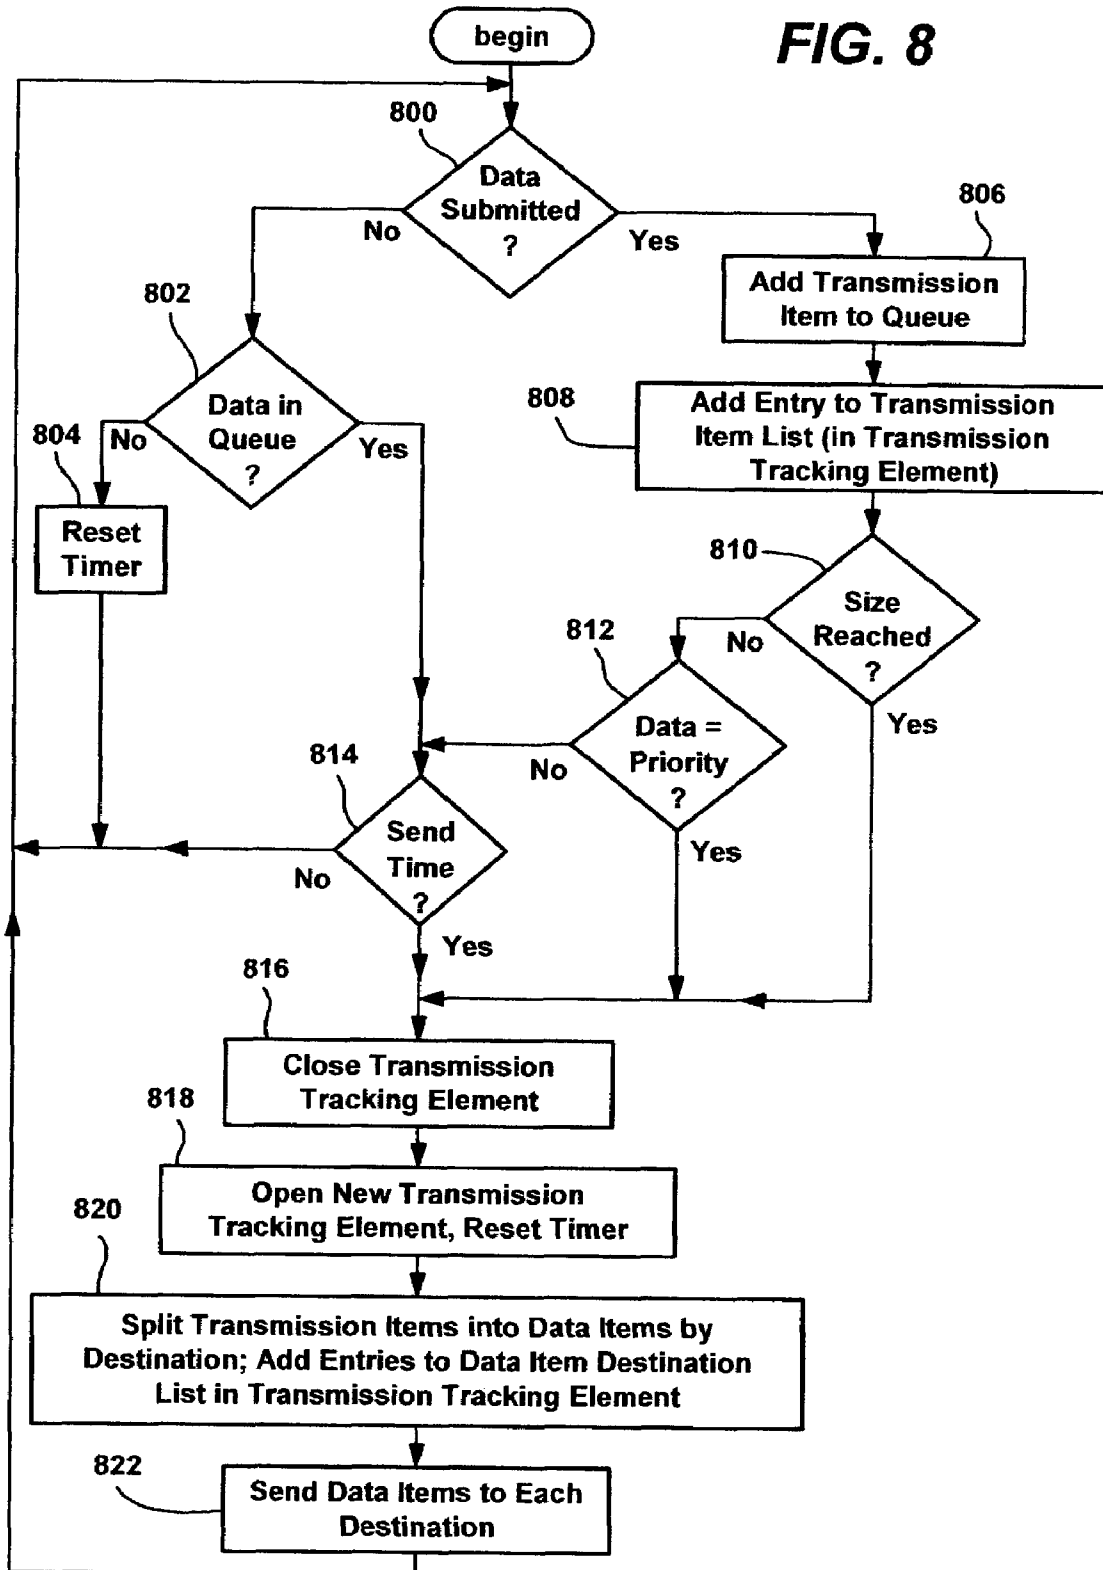 begin
FIG. 8
800
Data
Submitted
?
No
Yes
806
Add Transmission
Item to Queue
802
Data in
Queue
?
No
Yes
804
Reset
Timer
808
Add Entry to Transmission
Item List (in Transmission
Tracking Element)
810
Size
Reached
?
No
Yes
812
Data =
Priority
?
No
Yes
814
Send
Time
?
No
Yes
816
Close Transmission
Tracking Element
818
Open New Transmission
Tracking Element, Reset Timer
820
Split Transmission Items into Data Items by
Destination; Add Entries to Data Item Destination
List in Transmission Tracking Element
822
Send Data Items to Each
Destination